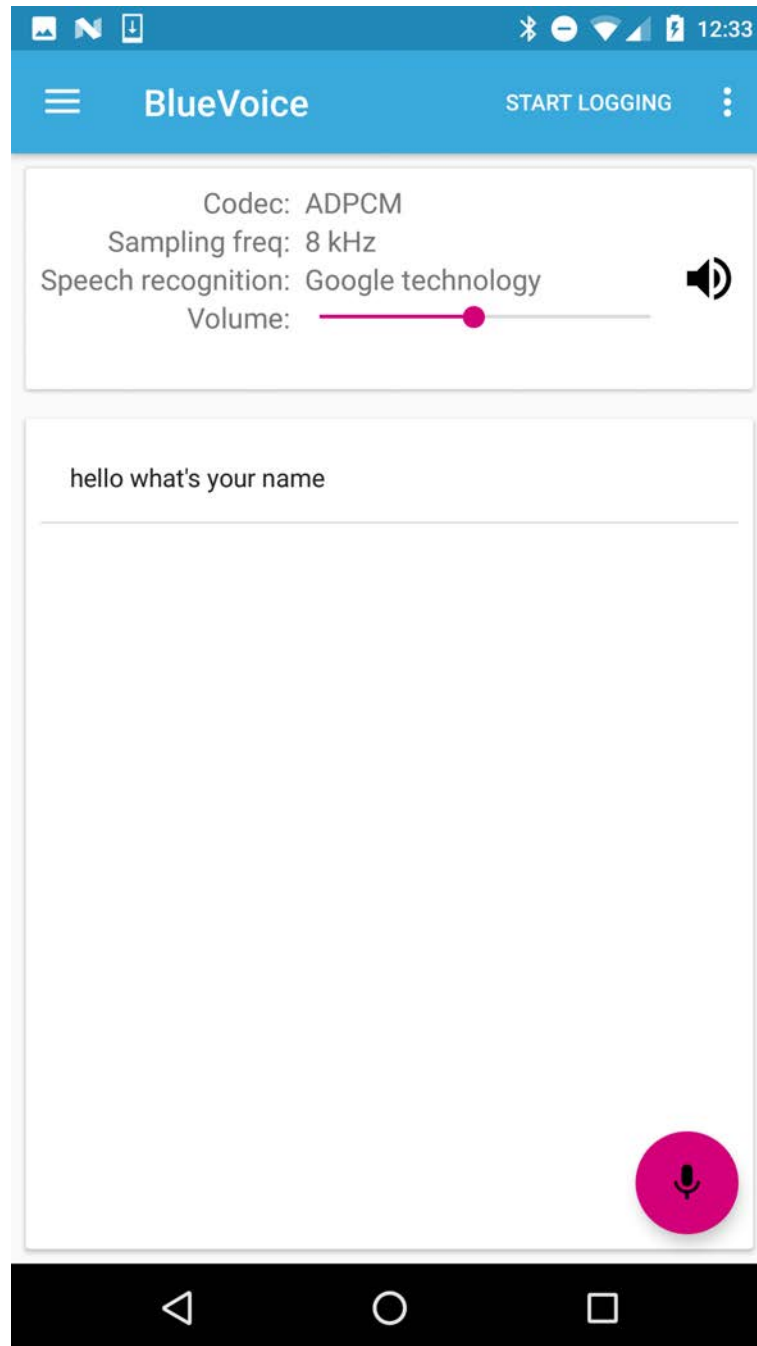 12:33
BlueVoice START LOGGING
Codec: ADPCM
Sampling freq: 8 kHz
Speech recognition: Google technology
Volume:
hello what's your name